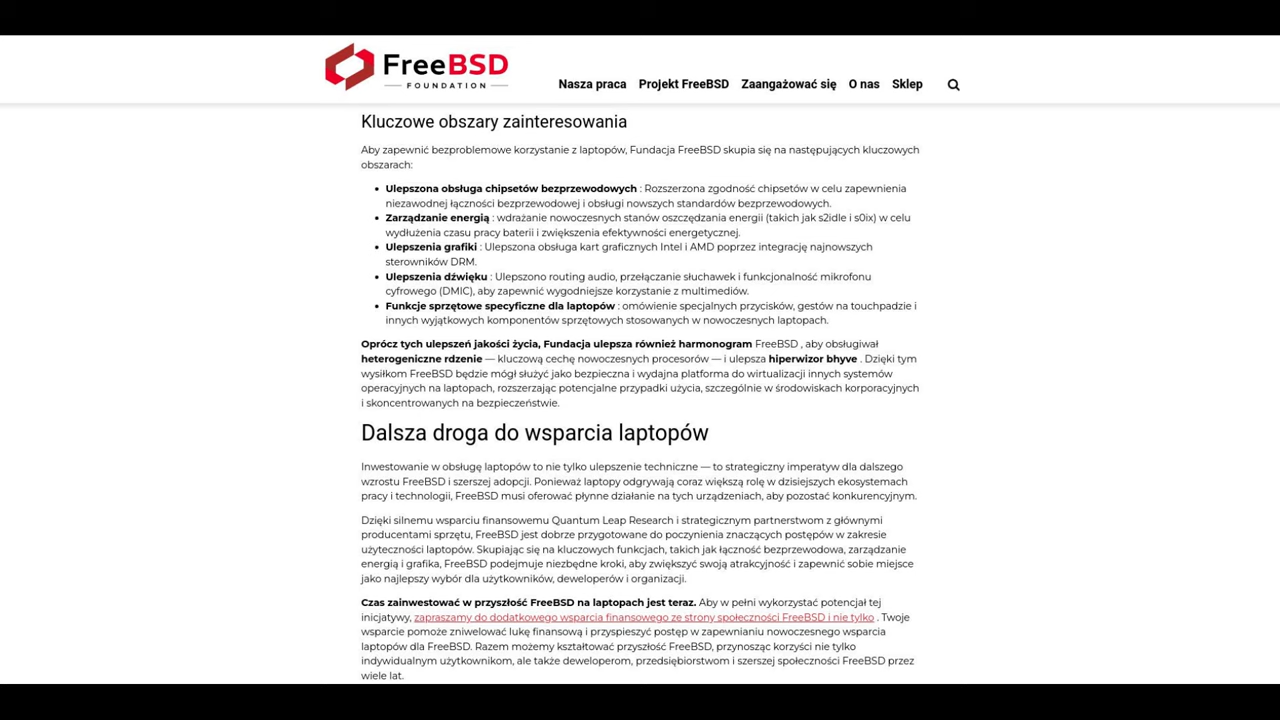 FreeBSD
FOUNDATION
Nasza praca Projekt FreeBSD Zaangażować się O nas Sklep
Kluczowe obszary zainteresowania
Aby zapewnić bezproblemowe korzystanie z laptopów, Fundacja FreeBSD skupia się na następujących kluczowych
obszarach:
• Ulepszona obsługa chipsetów bezprzewodowych : Rozszerzona zgodność chipsetów w celu zapewnienia
niezawodnej łączności bezprzewodowej i obsługi nowszych standardów bezprzewodowych.
• Zarządzanie energią : wdrażanie nowoczesnych stanów oszczędzania energii (takich jak s2idle i s0ix) w celu
wydłużenia czasu pracy baterii i zwiększenia efektywności energetycznej.
• Ulepszenia grafiki : Ulepszona obsługa kart graficznych Intel i AMD poprzez integrację najnowszych
sterowników DRM.
• Ulepszenia dźwięku : Ulepszono routing audio, przełączanie słuchawek i funkcjonalność mikrofonu
cyfrowego (DMIC), aby zapewnić wygodniejsze korzystanie z multimediów.
• Funkcje sprzętowe specyficzne dla laptopów : omówienie specjalnych przycisków, gestów na touchpadzie i
innych wyjątkowych komponentów sprzętowych stosowanych w nowoczesnych laptopach.
Oprócz tych ulepszeń jakości życia, Fundacja ulepsza również harmonogram FreeBSD , aby obsługiwał
heterogeniczne rdzenie — kluczową cechę nowoczesnych procesorów — i ulepsza hiperwizor bhyve . Dzięki tym
wysiłkom FreeBSD będzie mógł służyć jako bezpieczna i wydajna platforma do wirtualizacji innych systemów
operacyjnych na laptopach, rozszerzając potencjalne przypadki użycia, szczególnie w środowiskach korporacyjnych
i skoncentrowanych na bezpieczeństwie.
Dalsza droga do wsparcia laptopów
Inwestowanie w obsługę laptopów to nie tylko ulepszenie techniczne — to strategiczny imperatyw dla dalszego
wzrostu FreeBSD i szerszej adopcji. Ponieważ laptopy odgrywają coraz większą rolę w dzisiejszych ekosystemach
pracy i technologii, FreeBSD musi oferować płynne działanie na tych urządzeniach, aby pozostać konkurencyjnym.
Dzięki silnemu wsparciu finansowemu Quantum Leap Research i strategicznym partnerstwom z głównymi
producentami sprzętu, FreeBSD jest dobrze przygotowane do poczynienia znaczących postępów w zakresie
użyteczności laptopów. Skupiając się na kluczowych funkcjach, takich jak łączność bezprzewodowa, zarządzanie
energią i grafika, FreeBSD podejmuje niezbędne kroki, aby zwiększyć swoją atrakcyjność i zapewnić sobie miejsce
jako najlepszy wybór dla użytkowników, deweloperów i organizacji.
Czas zainwestować w przyszłość FreeBSD na laptopach jest teraz. Aby w pełni wykorzystać potencjał tej
inicjatywy, zapraszamy do dodatkowego wsparcia finansowego ze strony społeczności FreeBSD i nie tylko . Twoje
wsparcie pomoże zniwelować lukę finansową i przyspieszyć postęp w zapewnianiu nowoczesnego wsparcia
laptopów dla FreeBSD. Razem możemy kształtować przyszłość FreeBSD, przynosząc korzyści nie tylko
indywidualnym użytkownikom, ale także deweloperom, przedsiębiorstwom i szerszej społeczności FreeBSD przez
wiele lat.